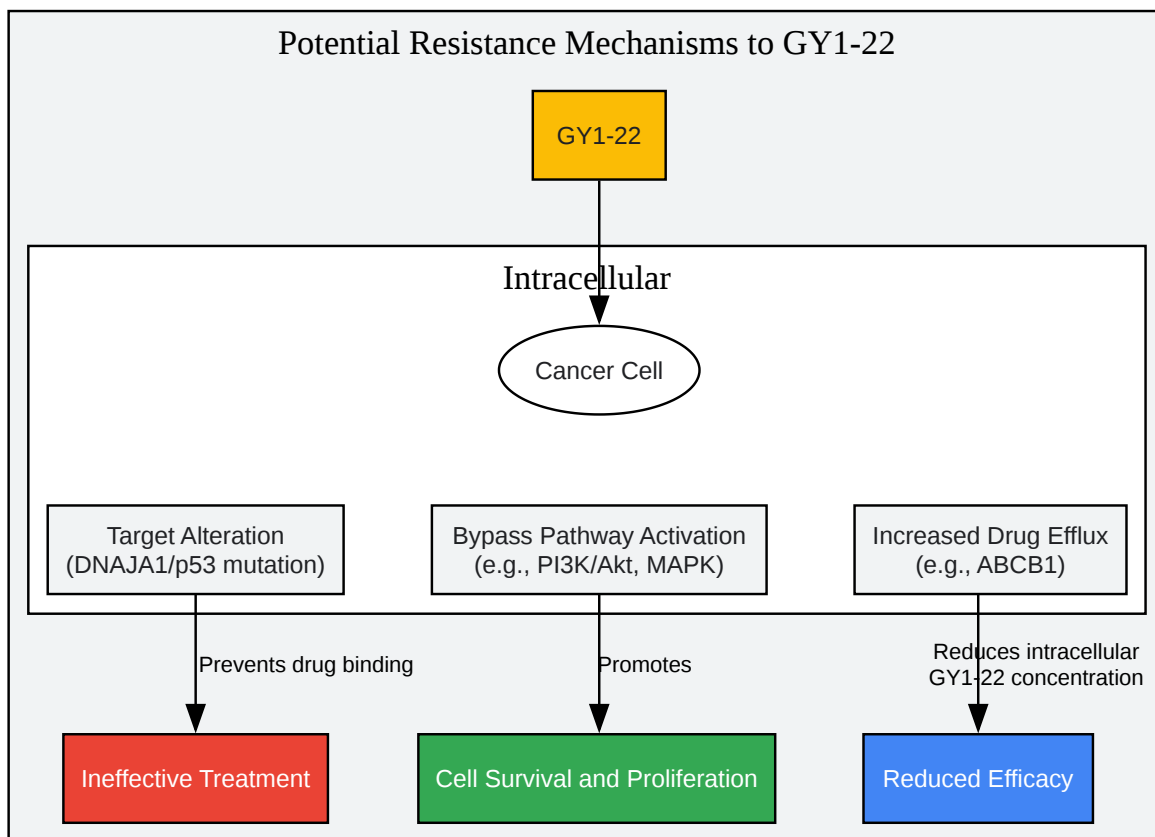 Potential Resistance Mechanisms to GY1-22
GY1-22
Intracellular
Cancer Cell
Target Alteration
(DNAJA1/p53 mutation)
Bypass Pathway Activation
(e.g., PI3K/Akt, MAPK)
Increased Drug Efflux
(e.g., ABCB1)
Prevents drug binding
Promotes
Reduces intracellular
GY1-22 concentration
Ineffective Treatment
Cell Survival and Proliferation
Reduced Efficacy